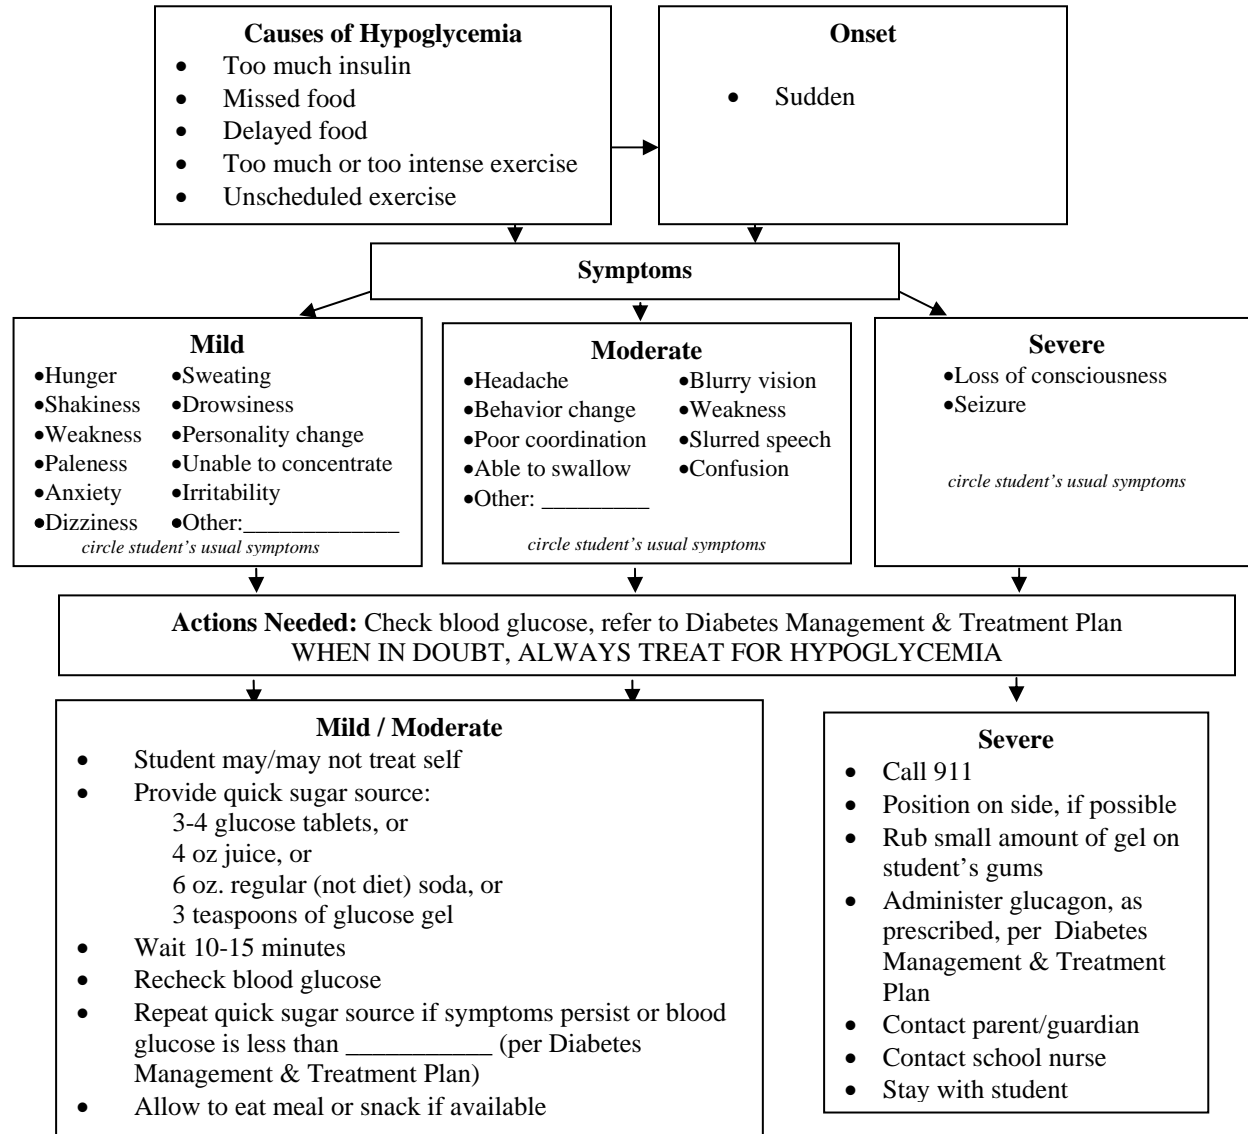 Causes of Hypoglycemia
• Too much insulin
• Missed food
• Delayed food
• Too much or too intense exercise
• Unscheduled exercise
Onset
• Sudden
Symptoms
Mild
•Hunger •Sweating
•Shakiness •Drowsiness
•Weakness •Personality change
•Paleness •Unable to concentrate
•Anxiety •Irritability
•Dizziness •Other:______________
circle student's usual symptoms
Moderate
•Headache •Blurry vision
•Behavior change •Weakness
•Poor coordination •Slurred speech
•Able to swallow •Confusion
•Other: _________
circle student's usual symptoms
Severe
•Loss of consciousness
•Seizure
circle student's usual symptoms
Actions Needed: Check blood glucose, refer to Diabetes Management & Treatment Plan
WHEN IN DOUBT, ALWAYS TREAT FOR HYPOGLYCEMIA
Mild / Moderate
• Student may/may not treat self
• Provide quick sugar source:
3-4 glucose tablets, or
4 oz juice, or
6 oz. regular (not diet) soda, or
3 teaspoons of glucose gel
• Wait 10-15 minutes
• Recheck blood glucose
• Repeat quick sugar source if symptoms persist or blood
glucose is less than ___________ (per Diabetes
Management & Treatment Plan)
• Allow to eat meal or snack if available
Severe
• Call 911
• Position on side, if possible
• Rub small amount of gel on
student's gums
• Administer glucagon, as
prescribed, per Diabetes
Management & Treatment
Plan
• Contact parent/guardian
• Contact school nurse
• Stay with student